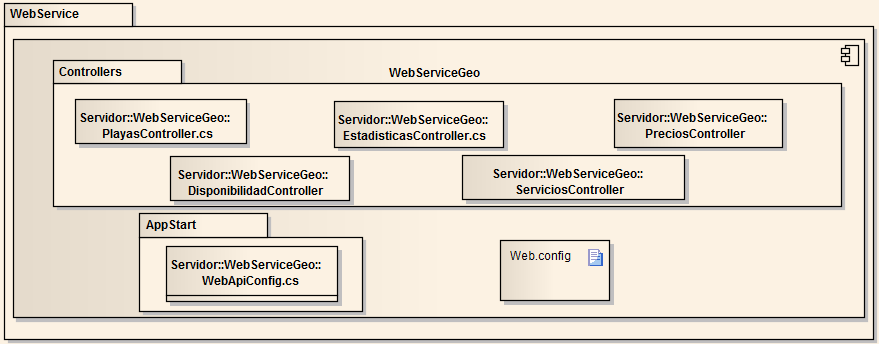 WebService
Controllers
WebServiceGeo
Servidor::WebServiceGeo::
PlayasController.cs
Servidor::WebServiceGeo::
EstadisticasController.cs
Servidor::WebServiceGeo::
PreciosController
Servidor::WebServiceGeo::
DisponibilidadController
Servidor::WebServiceGeo::
ServiciosController
AppStart
Servidor::WebServiceGeo::
WebApiConfig.cs
Web.config